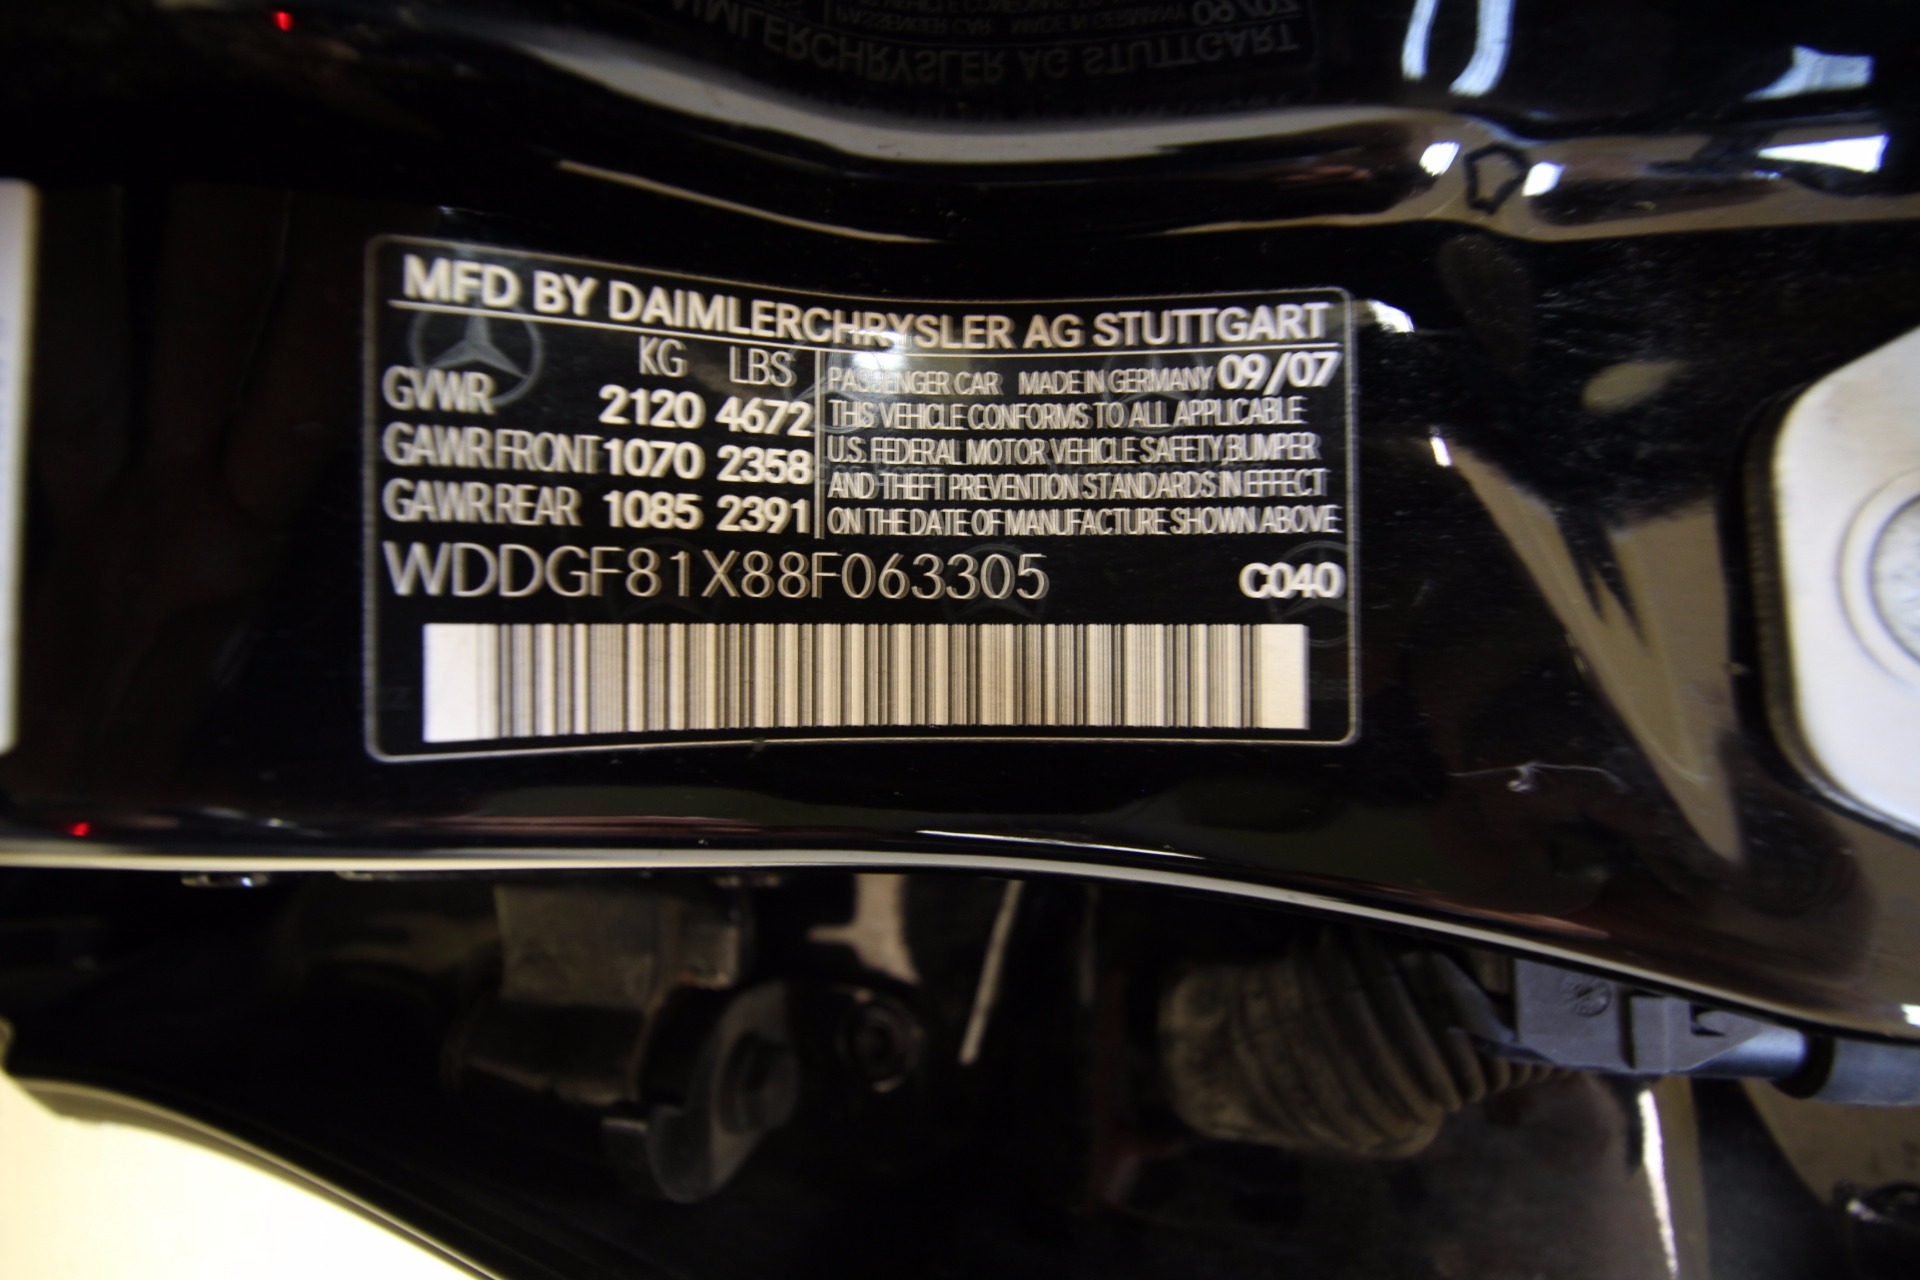 MFD BY DAIMLERCHRYSLER AG STUTTGART
KG LBS
GVWR 2120 4672
GAWR FRONT 1070 2358
GAWR REAR 1085 2391
PASSENGER CAR MADE IN GERMANY 09/07
THIS VEHICLE CONFORMS TO ALL APPLICABLE
U.S. FEDERAL MOTOR VEHICLE SAFETY, BUMPER
AND THEFT PREVENTION STANDARDS IN EFFECT
ON THE DATE OF MANUFACTURE SHOWN ABOVE
WDDGF81X88F063305 C040